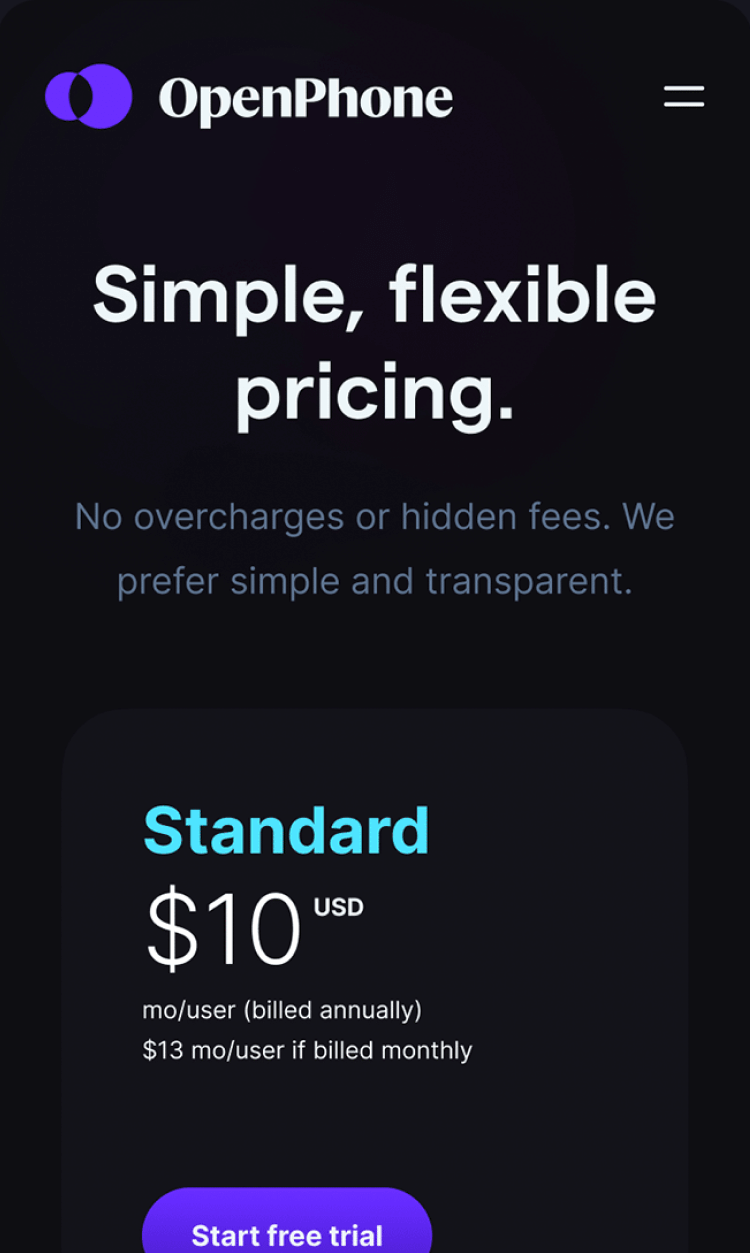 OpenPhone
Simple, flexible
pricing.
No overcharges or hidden fees. We
prefer simple and transparent.
Standard
$10 USD
mo/user (billed annually)
$13 mo/user if billed monthly
Start free trial